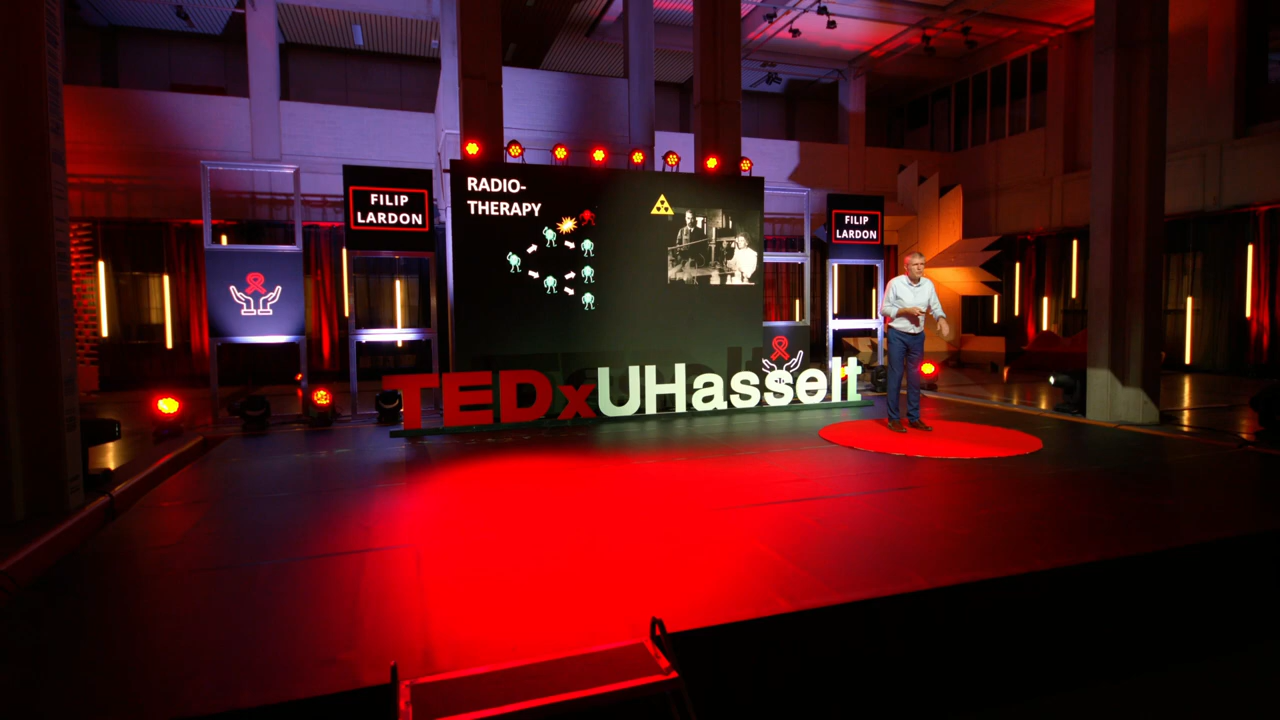 FILIP
LARDON
RADIO-
THERAPY
FILIP
LARDON
TEDxUHasselt